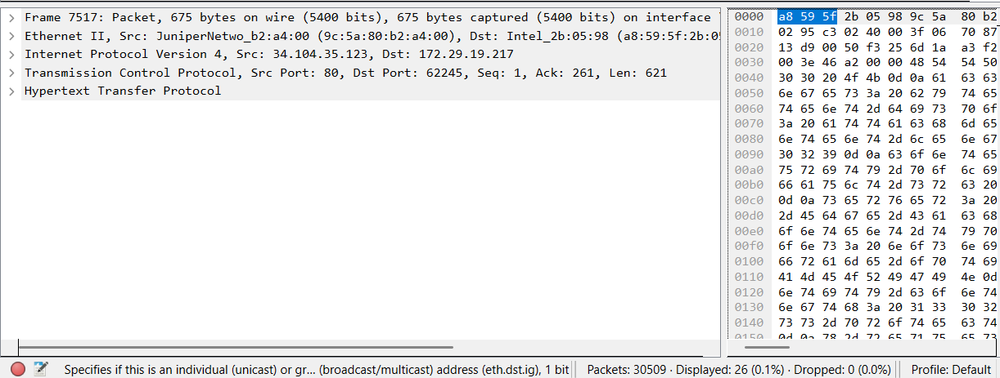 Frame 7517: Packet, 675 bytes on wire (5400 bits), 675 bytes captured (5400 bits) on interface
Ethernet II, Src: JuniperNetwo_b2:a4:00 (9c:5a:80:b2:a4:00), Dst: Intel_2b:05:98 (a8:59:5f:2b:05
Internet Protocol Version 4, Src: 34.104.35.123, Dst: 172.29.19.217
Transmission Control Protocol, Src Port: 80, Dst Port: 62245, Seq: 1, Ack: 261, Len: 621
Hypertext Transfer Protocol
0000 a8 59 5f 2b 05 98 9c 5a 80 b2
0010 02 95 c3 02 40 00 3f 06 70 87
0020 13 d9 00 50 f3 25 6d 1a a3 f2
0030 00 3e 46 a2 00 00 48 54 54 50
0040 30 30 20 4f 4b 0d 0a 61 63 63
0050 6e 67 65 73 3a 20 62 79 74 65
0060 74 65 6e 74 2d 64 69 73 70 6f
0070 3a 20 61 74 74 61 63 68 6d 65
0080 6e 74 65 6e 74 2d 6c 65 6e 67
0090 30 32 39 0d 0a 63 6f 6e 74 65
00a0 75 72 69 74 79 2d 70 6f 6c 69
00b0 66 61 75 6c 74 2d 73 72 63 20
00c0 0d 0a 73 65 72 76 65 72 3a 20
00d0 2d 45 64 67 65 2d 43 61 63 68
00e0 6f 6e 74 65 6e 74 2d 74 79 70
00f0 6f 6e 73 3a 20 6e 6f 73 6e 69
0100 66 72 61 6d 65 2d 6f 70 74 69
0110 41 4d 45 4f 52 49 47 49 4e 0d
0120 6e 74 69 74 79 2d 63 6f 6e 74
0130 6e 67 74 68 3a 20 31 33 30 32
0140 73 73 2d 70 72 6f 74 65 63 74
0150 0d 0a 78 2d 72 65 71 75 65 73
Specifies if this is an individual (unicast) or gr… (broadcast/multicast) address (eth.dst.ig), 1 bit
Packets: 30509 · Displayed: 26 (0.1%) · Dropped: 0 (0.0%)
Profile: Default